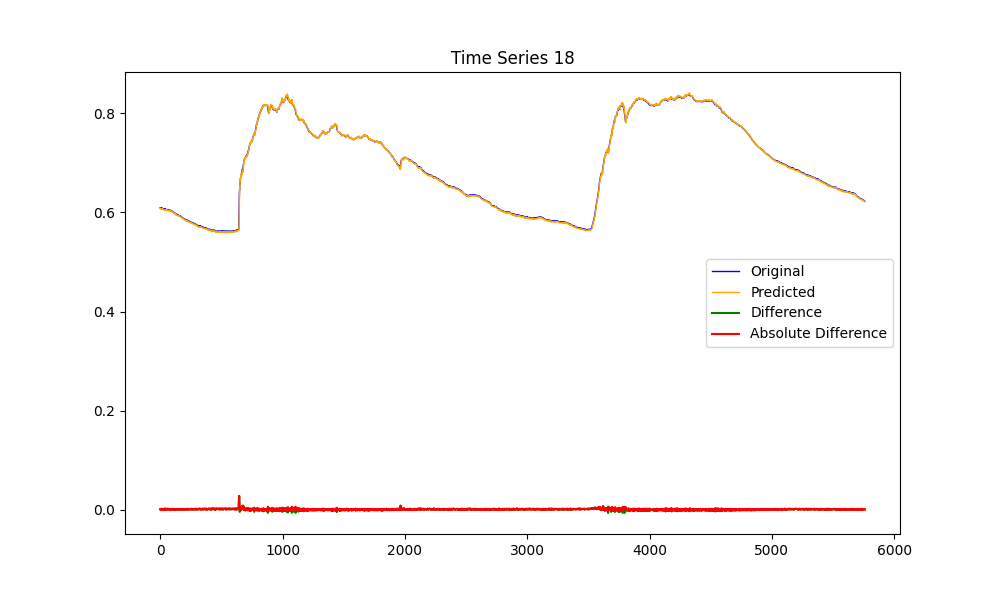 Time Series 18
0.8
0.6
0.4
0.2
0.0
Original
Predicted
Difference
Absolute Difference
0 1000 2000 3000 4000 5000 6000